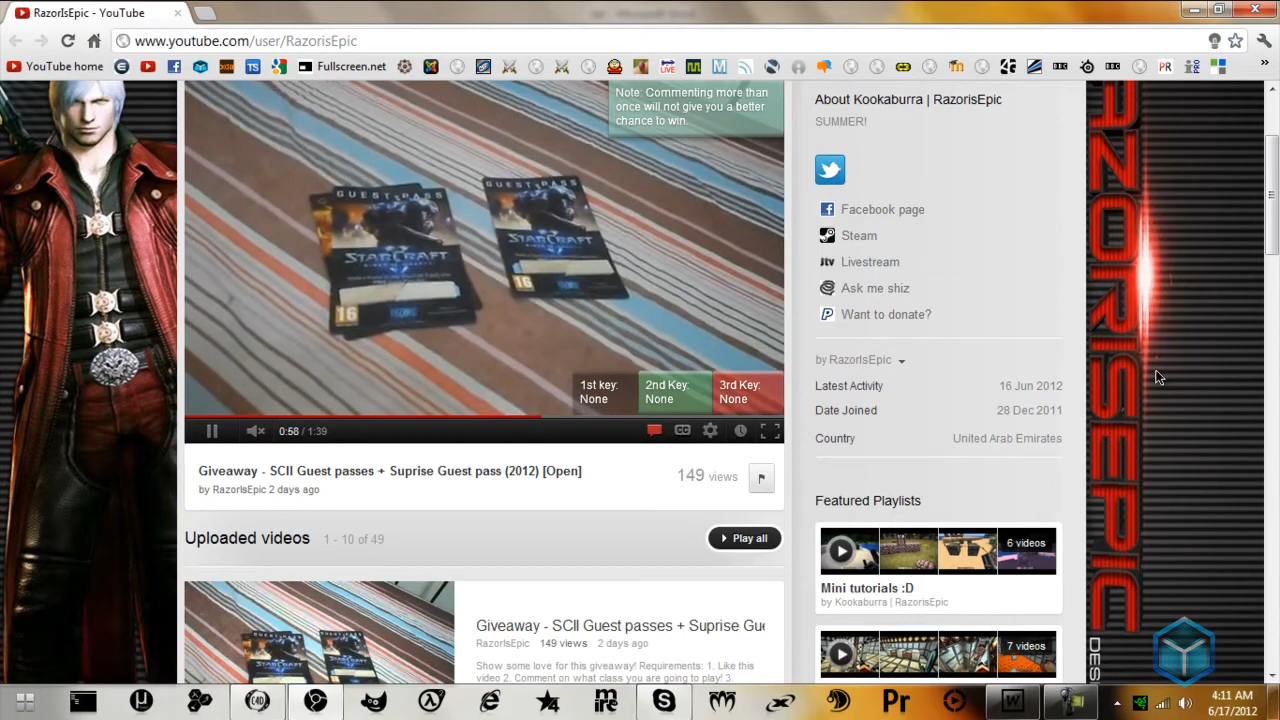 RazorIsEpic - YouTube
www.youtube.com/user/RazorisEpic
YouTube home
Fullscreen.net
Note: Commenting more than
once will not give you a better
chance to win.
GUEST PASS
STARCRAFT
16
GUEST PASS
STARCRAFT
16
1st key:
None
2nd Key:
None
3rd Key:
None
0:58 / 1:39
CC
Giveaway - SCII Guest passes + Suprise Guest pass (2012) [Open]
by RazorIsEpic 2 days ago
149 views
Uploaded videos 1 - 10 of 49
Play all
Giveaway - SCII Guest passes + Suprise Gue
RazorIsEpic 149 views 2 days ago
Show some love for this giveaway! Requirements: 1. Like this
video 2. Comment on what class you are going to play! 3.
About Kookaburra | RazorisEpic
SUMMER!
Facebook page
Steam
jtv Livestream
Ask me shiz
Want to donate?
by RazorIsEpic
Latest Activity 16 Jun 2012
Date Joined 28 Dec 2011
Country United Arab Emirates
Featured Playlists
6 videos
Mini tutorials :D
by Kookaburra | RazorisEpic
7 videos
AZORISEPIC
DES
4:11 AM
6/17/2012